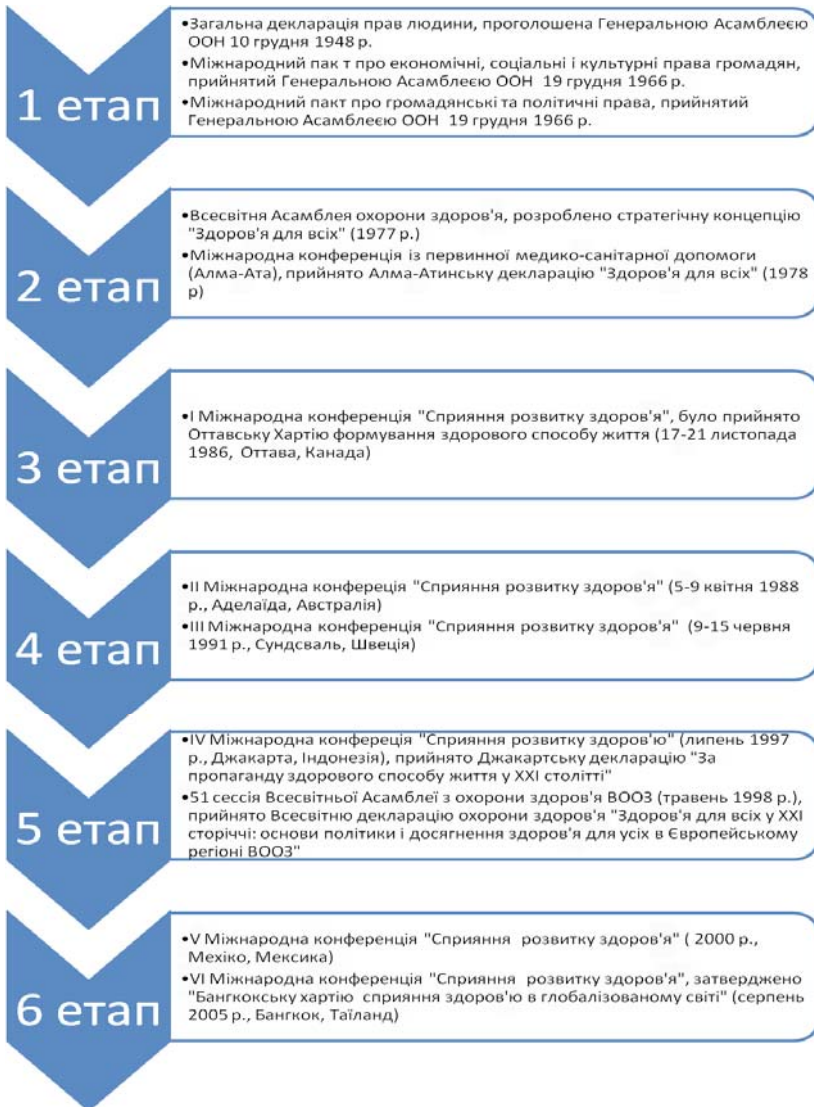 1 етап
•Загальна декларація прав людини, проголошена Генеральною Асамблеєю
ООН 10 грудня 1948 р.
•Міжнародний пак т про економічні, соціальні і культурні права громадян,
прийнятий Генеральною Асамблеєю ООН 19 грудня 1966 р.
•Міжнародний пакт про громадянські та політичні права, прийнятий
Генеральною Асамблеєю ООН 19 грудня 1966 р.
2 етап
•Всесвітня Асамблея охорони здоров'я, розроблено стратегічну концепцію
"Здоров'я для всіх" (1977 р.)
•Міжнародна конференція із первинної медико-санітарної допомоги
(Алма-Ата), прийнято Алма-Атинську декларацію "Здоров'я для всіх" (1978
р)
3 етап
•I Міжнародна конференція "Сприяння розвитку здоров'я", було прийнято
Оттавську Хартію формування здорового способу життя (17-21 листопада
1986, Оттава, Канада)
4 етап
•II Міжнародна конфереція "Сприяння розвитку здоров'я" (5-9 квітня 1988
р., Аделаїда, Австралія)
•III Міжнародна конференція "Сприяння розвитку здоров'я" (9-15 червня
1991 р., Сундсваль, Швеція)
5 етап
•IV Міжнародна конфереція "Сприяння розвитку здоров'ю" (липень 1997
р., Джакарта, Індонезія), прийнято Джакартську декларацію "За
пропаганду здорового способу життя у XXI столітті"
•51 сессія Всесвітньої Асамблеї з охорони здоров'я ВООЗ (травень 1998 р.),
прийнято Всесвітню декларацію охорони здоров'я "Здоров'я для всіх у XXI
сторіччі: основи політики і досягнення здоров'я для усіх в Європейському
регіоні ВООЗ"
6 етап
•V Міжнародна конференція "Сприяння розвитку здоров'я" ( 2000 р.,
Мехіко, Мексика)
•VI Міжнародна конференція "Сприяння розвитку здоров'я", затверджено
"Бангкокську хартію сприяння здоров'ю в глобалізованому світі" (серпень
2005 р., Бангкок, Таїланд)